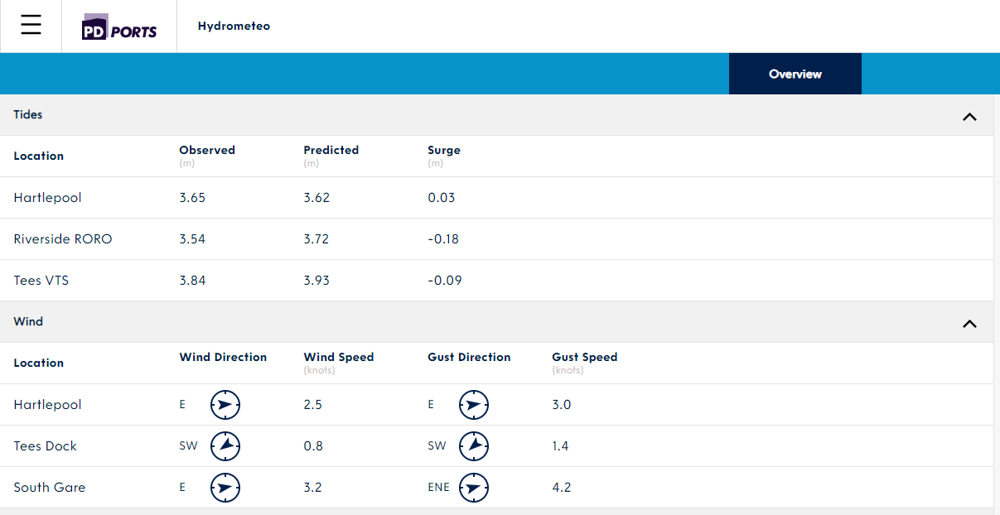 PD PORTS
Hydrometeo
Overview
Tides
Location Observed (m) Predicted (m) Surge (m)
Hartlepool 3.65 3.62 0.03
Riverside RORO 3.54 3.72 -0.18
Tees VTS 3.84 3.93 -0.09
Wind
Location Wind Direction Wind Speed (knots) Gust Direction Gust Speed (knots)
Hartlepool E 2.5 E 3.0
Tees Dock SW 0.8 SW 1.4
South Gare E 3.2 ENE 4.2